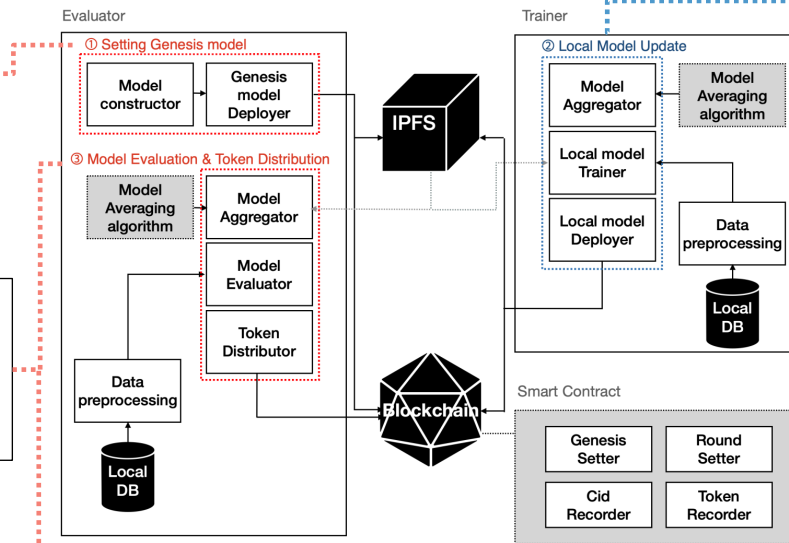 Evaluator
① Setting Genesis model
Model
constructor
Genesis
model
Deployer
③ Model Evaluation & Token Distribution
Model
Averaging
algorithm
Model
Aggregator
Model
Evaluator
Token
Distributor
Data
preprocessing
Local
DB
IPFS
Blockchain
Trainer
② Local Model Update
Model
Aggregator
Model
Averaging
algorithm
Local model
Trainer
Local model
Deployer
Data
preprocessing
Local
DB
Smart Contract
Genesis
Setter
Round
Setter
Cid
Recorder
Token
Recorder